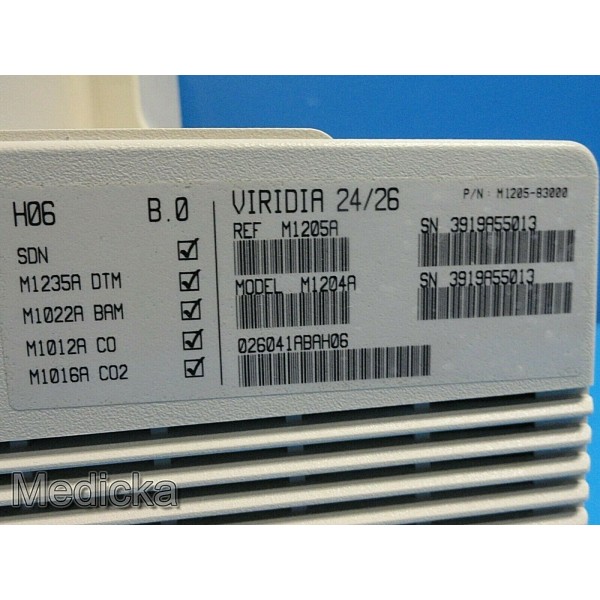 H06 B.0
SDN
M1235A DTM
M1022A BAM
M1012A CO
M1016A CO2
VIRIDIA 24/26
P/N: M1205-83000
REF M1205A
SN 3919A55013
MODEL M1204A
SN 3919A55013
026041ABAH06
Medicka